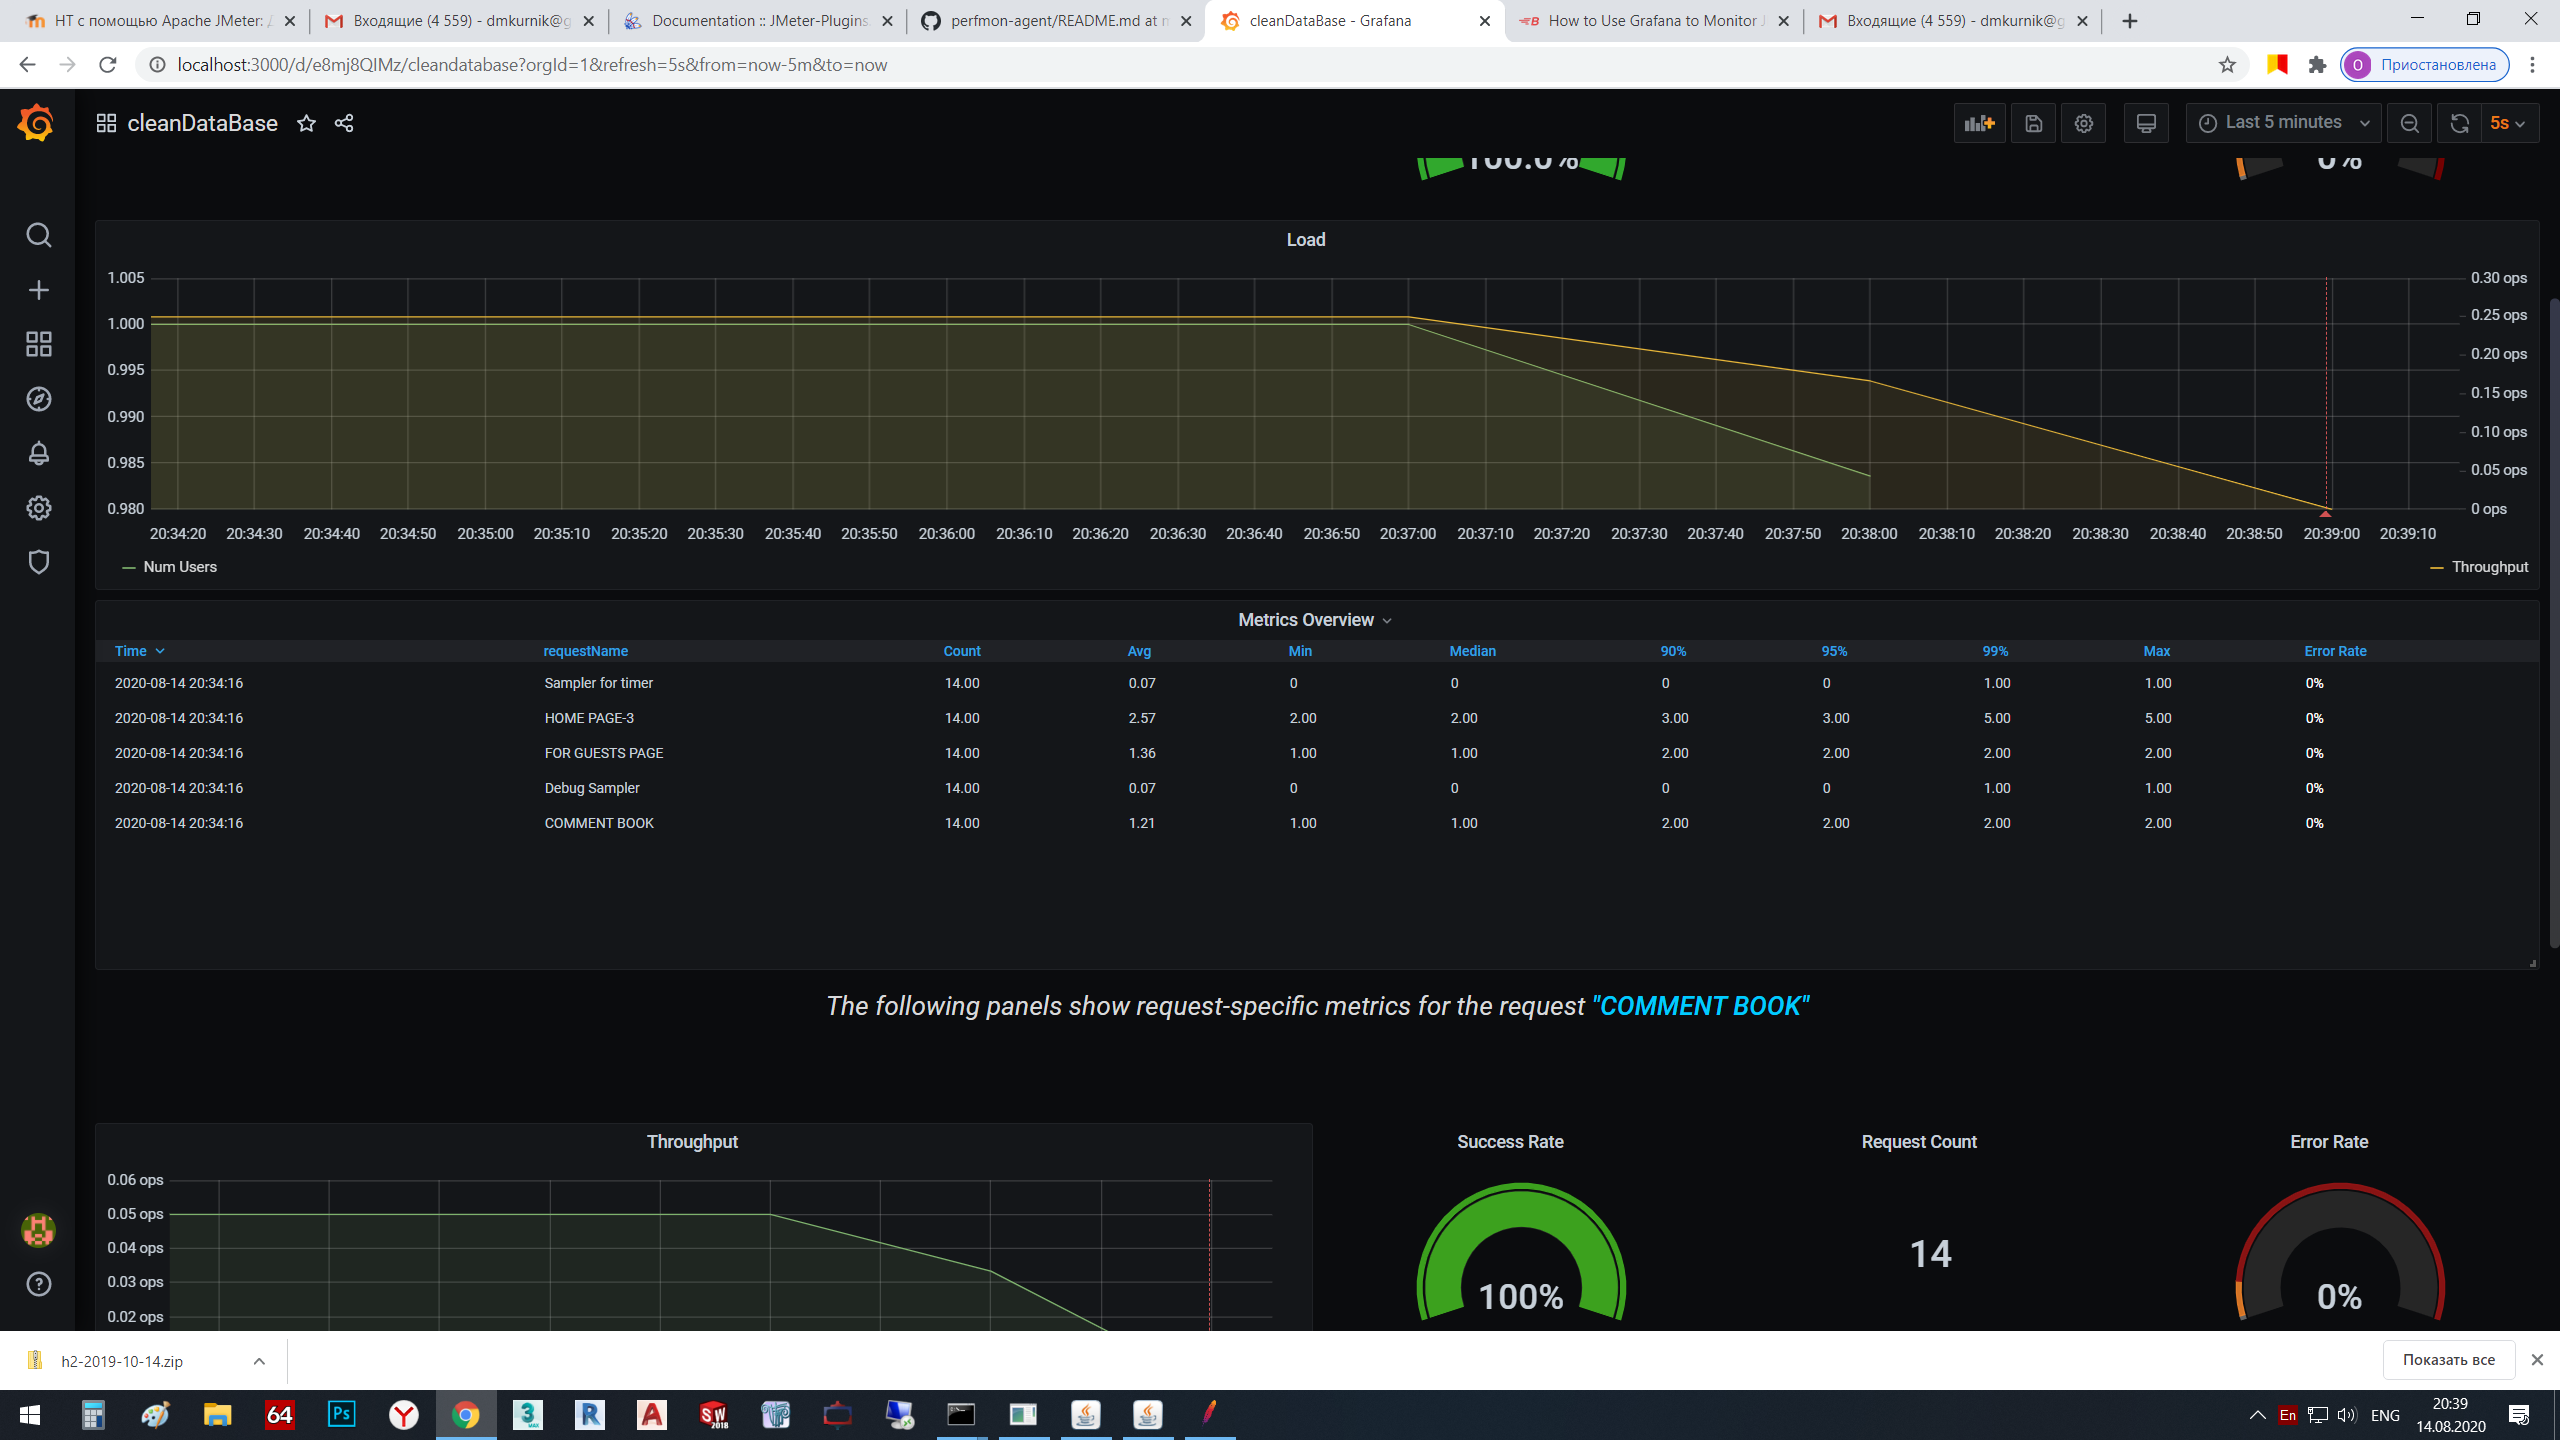 НТ с помощью Apache JMeter: Д
Входящие (4 559) - dmkurnik@g
Documentation :: JMeter-Plugins.
perfmon-agent/README.md at m
cleanDataBase - Grafana
How to Use Grafana to Monitor J
Входящие (4 559) - dmkurnik@g
localhost:3000/d/e8mj8QIMz/cleandatabase?orgId=1&refresh=5s&from=now-5m&to=now
О Приостановлена
cleanDataBase
Last 5 minutes
5s
100.0%
0%
Load
1.005
1.000
0.995
0.990
0.985
0.980
0.30 ops
0.25 ops
0.20 ops
0.15 ops
0.10 ops
0.05 ops
0 ops
20:34:20 20:34:30 20:34:40 20:34:50 20:35:00 20:35:10 20:35:20 20:35:30 20:35:40 20:35:50 20:36:00 20:36:10 20:36:20 20:36:30 20:36:40 20:36:50 20:37:00 20:37:10 20:37:20 20:37:30 20:37:40 20:37:50 20:38:00 20:38:10 20:38:20 20:38:30 20:38:40 20:38:50 20:39:00 20:39:10
Num Users
Throughput
Metrics Overview
Time requestName Count Avg Min Median 90% 95% 99% Max Error Rate
2020-08-14 20:34:16 Sampler for timer 14.00 0.07 0 0 0 0 1.00 1.00 0%
2020-08-14 20:34:16 HOME PAGE-3 14.00 2.57 2.00 2.00 3.00 3.00 5.00 5.00 0%
2020-08-14 20:34:16 FOR GUESTS PAGE 14.00 1.36 1.00 1.00 2.00 2.00 2.00 2.00 0%
2020-08-14 20:34:16 Debug Sampler 14.00 0.07 0 0 0 0 1.00 1.00 0%
2020-08-14 20:34:16 COMMENT BOOK 14.00 1.21 1.00 1.00 2.00 2.00 2.00 2.00 0%
The following panels show request-specific metrics for the request "COMMENT BOOK"
Throughput
0.06 ops
0.05 ops
0.04 ops
0.03 ops
0.02 ops
Success Rate
100%
Request Count
14
Error Rate
0%
h2-2019-10-14.zip
Показать все
64
Ps
3
MAX
R
A
SW
2018
En
ENG
20:39
14.08.2020